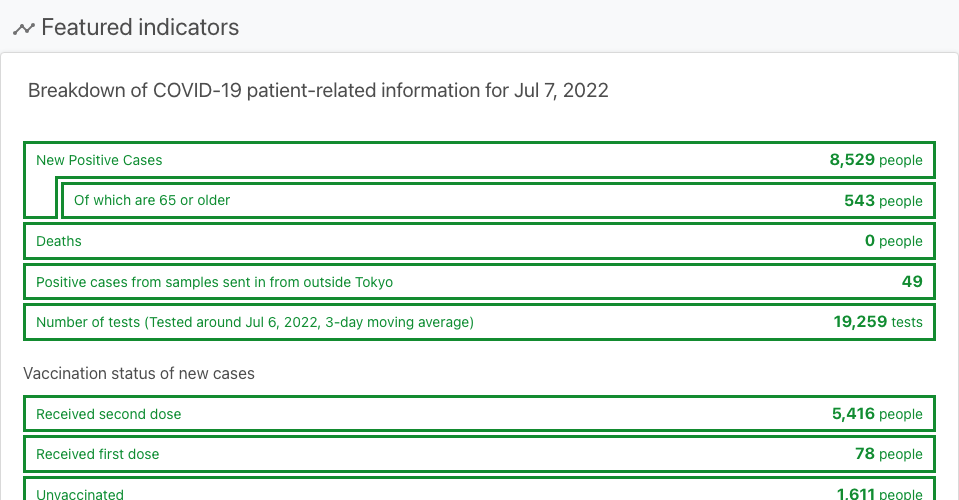 Featured indicators
Breakdown of COVID-19 patient-related information for Jul 7, 2022
New Positive Cases 8,529 people
Of which are 65 or older 543 people
Deaths 0 people
Positive cases from samples sent in from outside Tokyo 49
Number of tests (Tested around Jul 6, 2022, 3-day moving average) 19,259 tests
Vaccination status of new cases
Received second dose 5,416 people
Received first dose 78 people
Unvaccinated 1,611 people